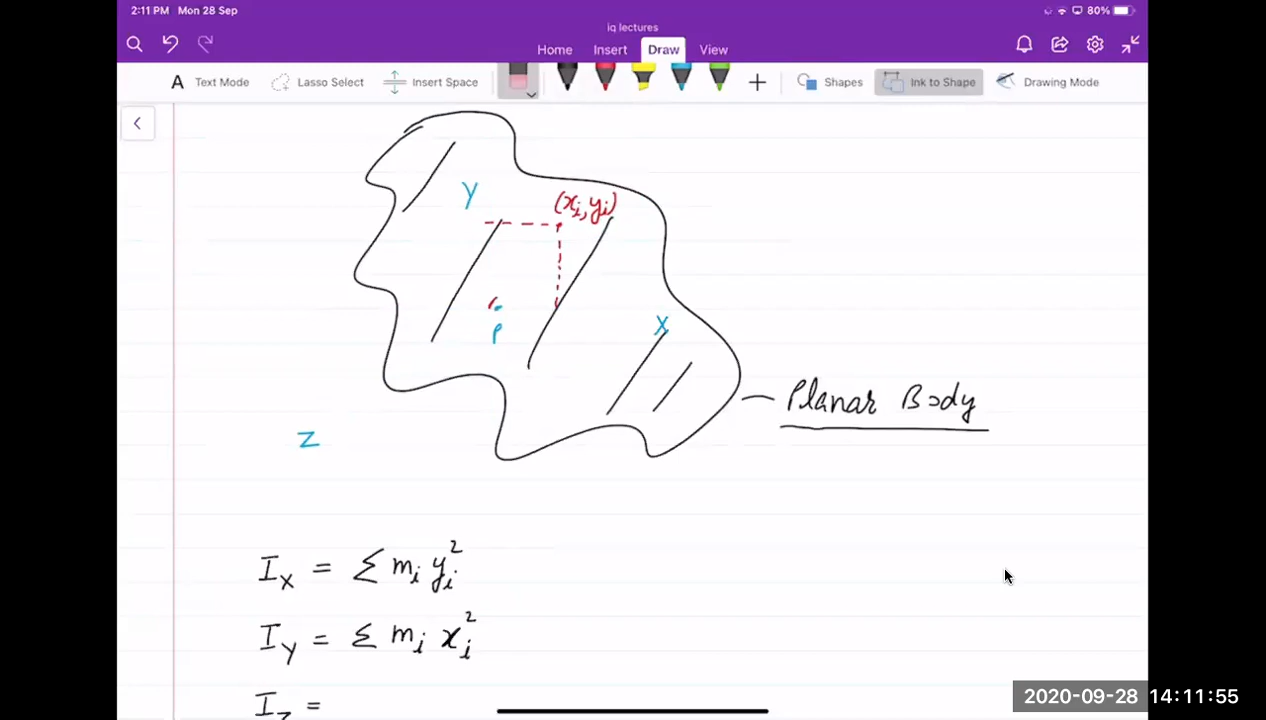 2:11 PM Mon 28 Sep
80%
iq lectures
Home Insert Draw View
A Text Mode Lasso Select Insert Space Shapes Ink to Shape Drawing Mode
Y
(xi, yi)
P
X
Planar Body
Z
Ix = Σ mi yi²
IY = Σ mi xi²
Iz =
2020-09-28 14:11:55